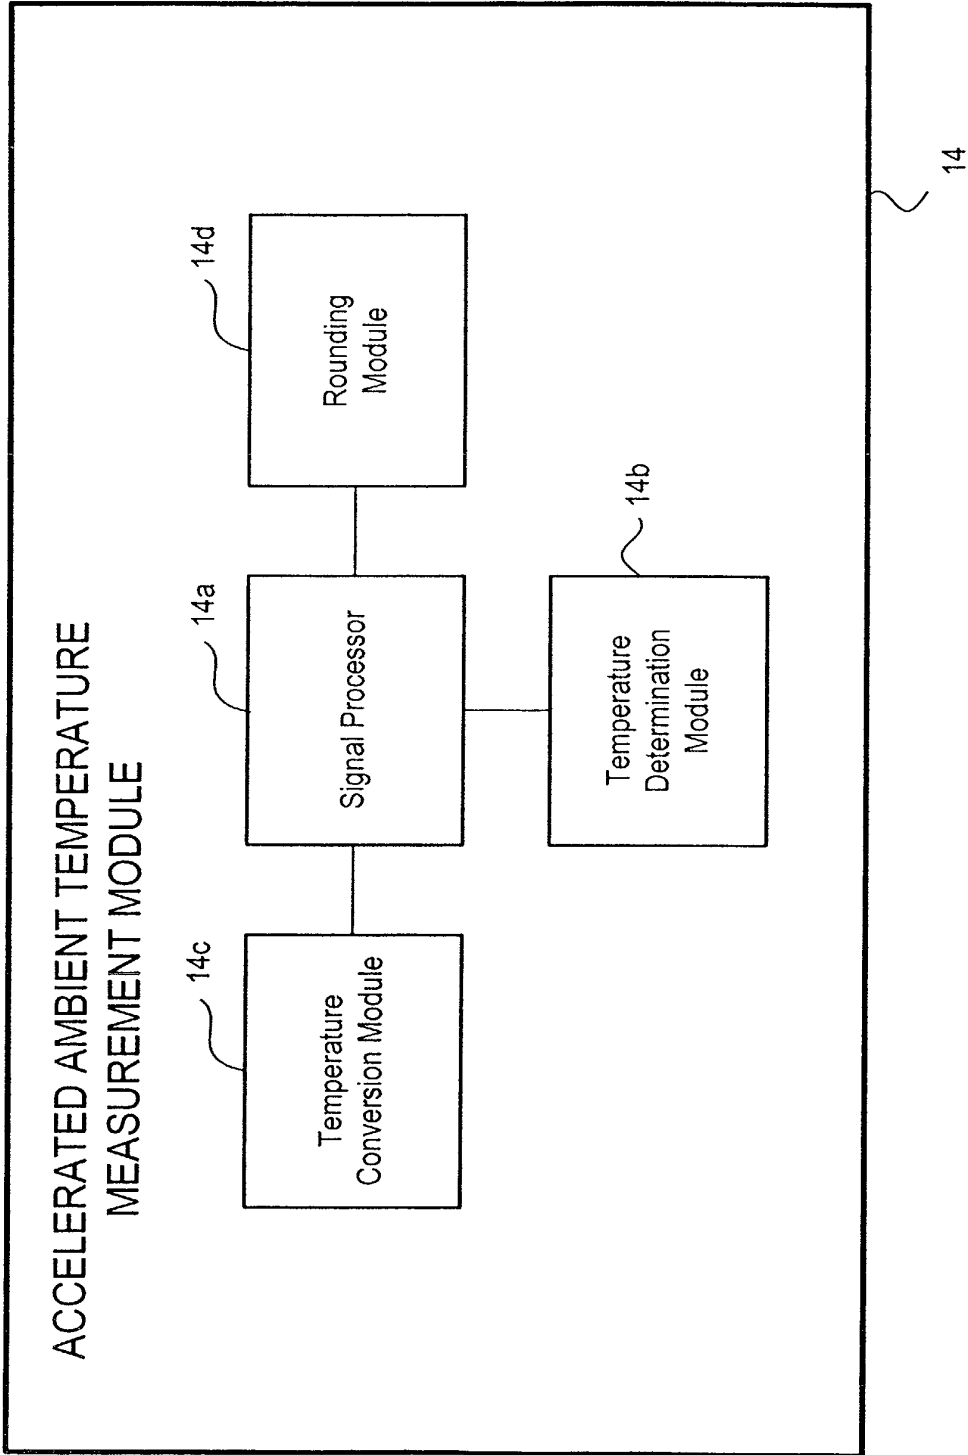 ACCELERATED AMBIENT TEMPERATURE
MEASUREMENT MODULE
14c
14a
14d
Temperature
Conversion Module
Signal Processor
Rounding
Module
14b
Temperature
Determination
Module
14